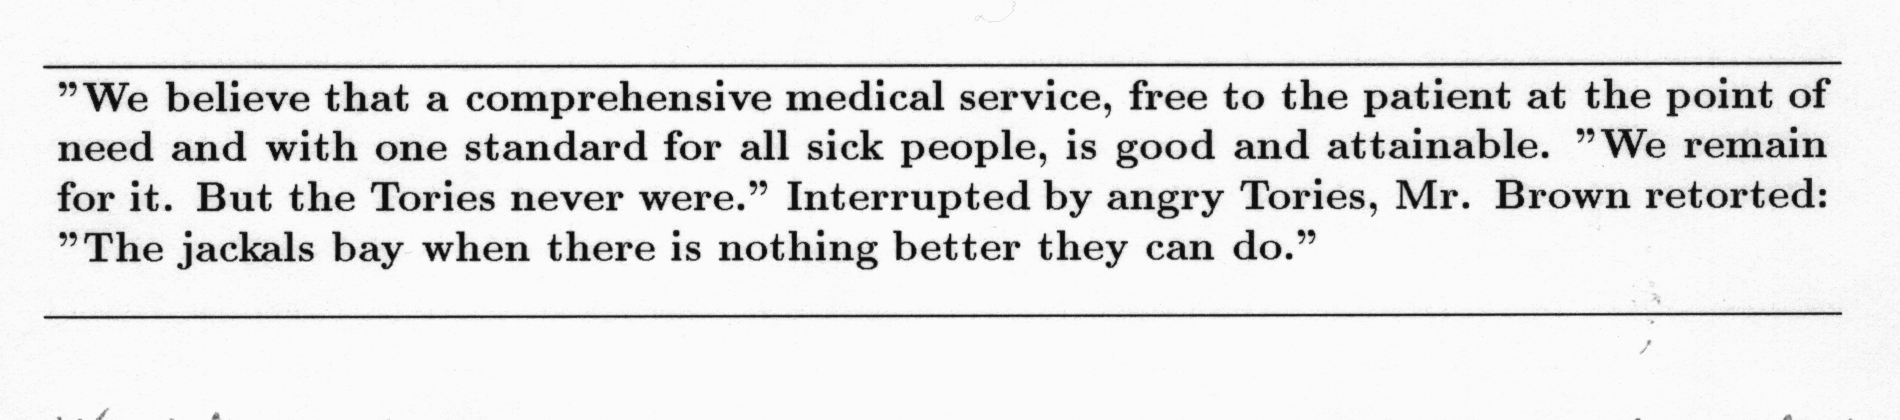 ”We believe that a comprehensive medical service, free to the patient at the point of
need and with one standard for all sick people, is good and attainable. ”We remain
for it. But the Tories never were.” Interrupted by angry Tories, Mr. Brown retorted:
”The jackals bay when there is nothing better they can do.”